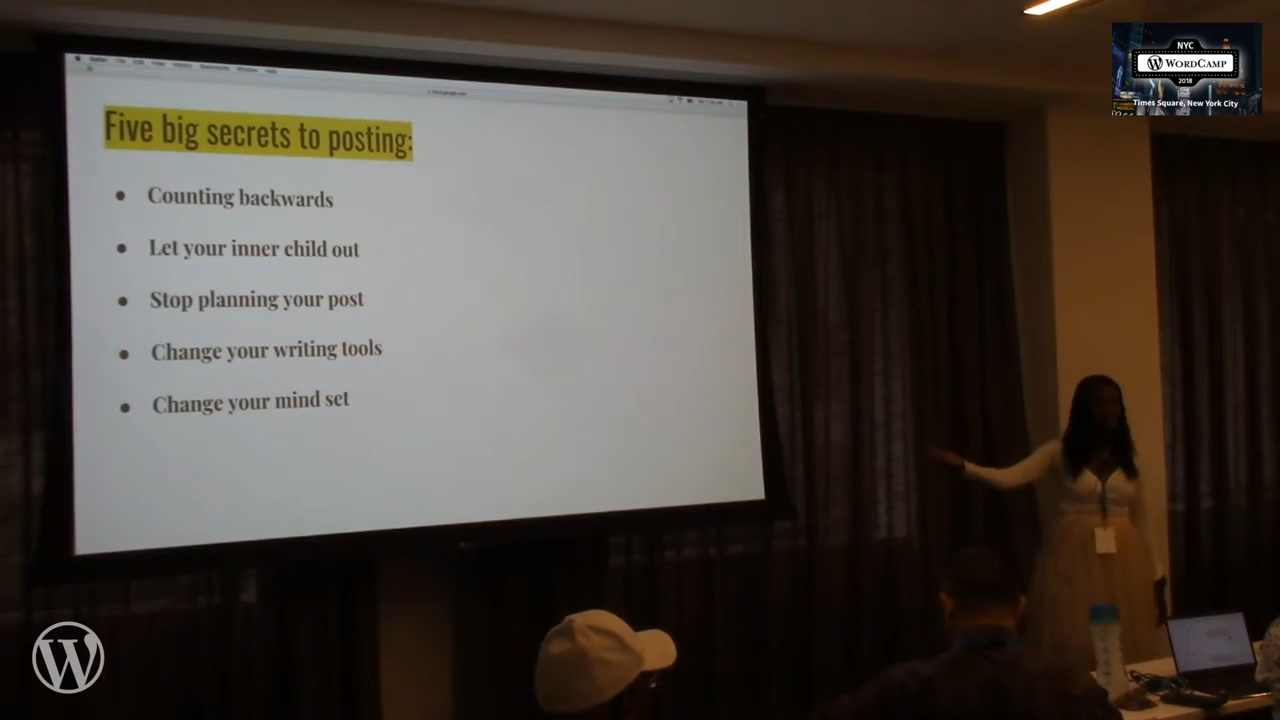 NYC
WORDCAMP
2018
Times Square, New York City
Five big secrets to posting:
Counting backwards
Let your inner child out
Stop planning your post
Change your writing tools
Change your mind set